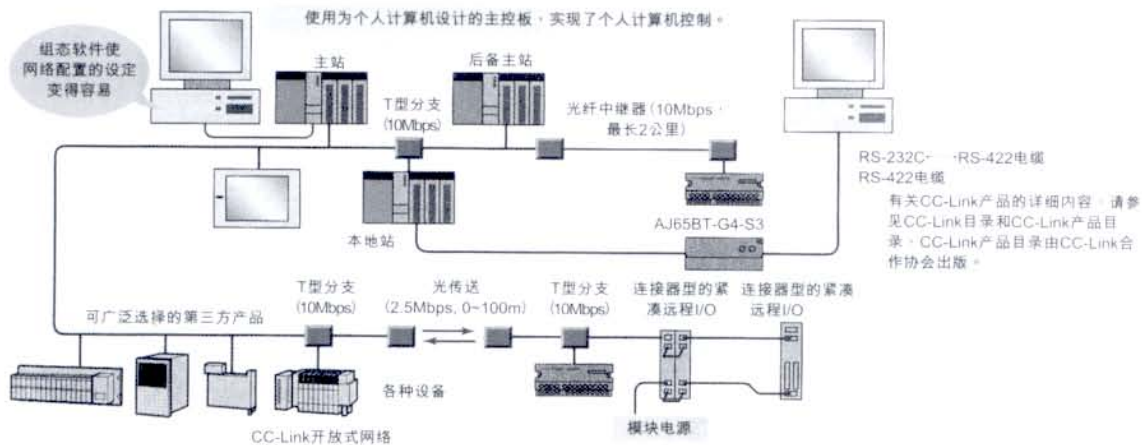 使用为个人计算机设计的主控板，实现了个人计算机控制。
组态软件使
网络配置的设定
变得容易
主站
后备主站
T型分支
(10Mbps)
光纤中继器(10Mbps，
最长2公里)
RS-232C←→RS-422电缆
RS-422电缆
有关CC-Link产品的详细内容，请参
见CC-Link目录和CC-Link产品目
录，CC-Link产品目录由CC-Link合
作协会出版。
本地站
AJ65BT-G4-S3
T型分支
(10Mbps)
光传送
(2.5Mbps, 0~100m)
T型分支
(10Mbps)
连接器型的紧
凑远程I/O
连接器型的紧凑
远程I/O
可广泛选择的第三方产品
各种设备
模块电源
CC-Link开放式网络